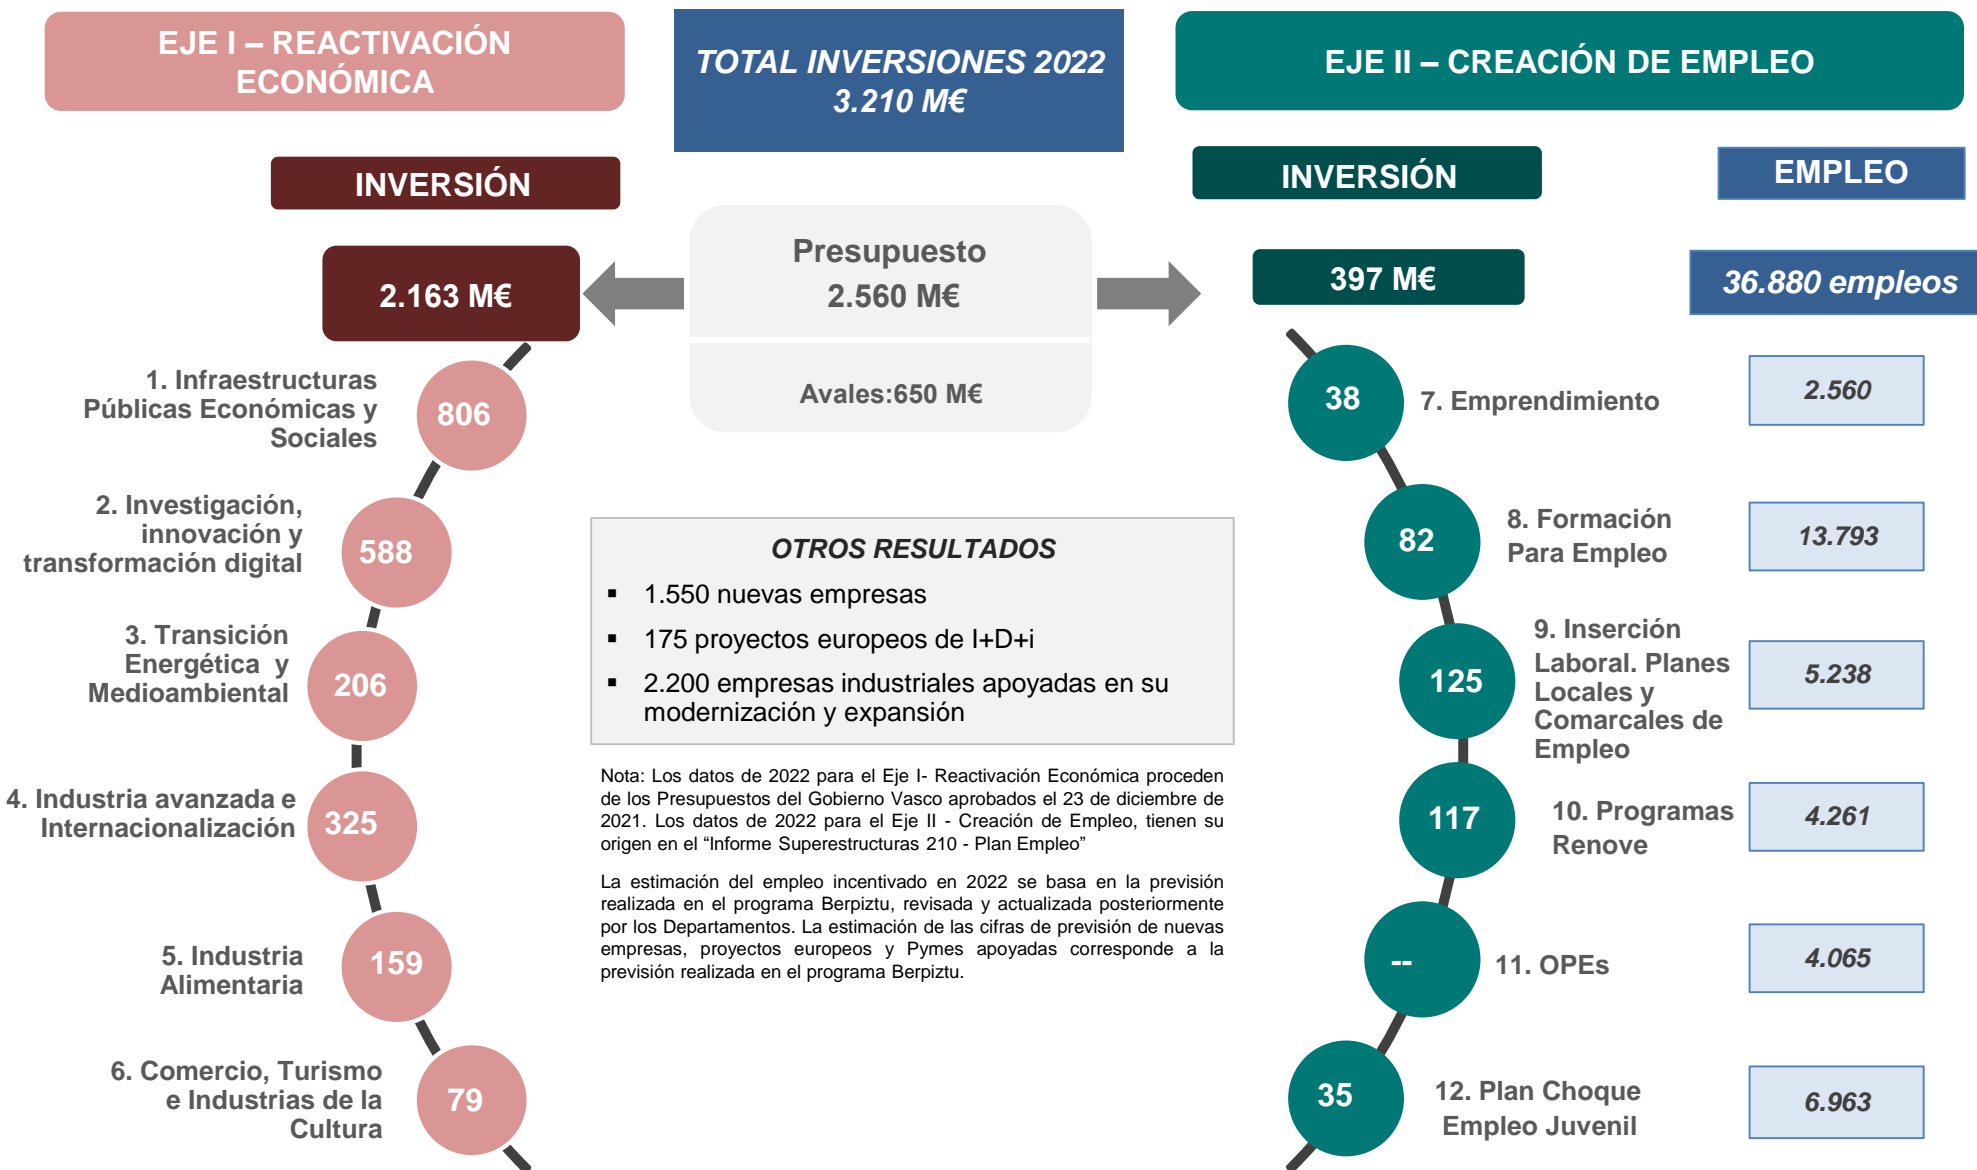 EJE I – REACTIVACIÓN
ECONÓMICA
TOTAL INVERSIONES 2022
3.210 M€
EJE II – CREACIÓN DE EMPLEO
INVERSIÓN
INVERSIÓN
EMPLEO
2.163 M€
Presupuesto
2.560 M€
Avales:650 M€
397 M€
36.880 empleos
1. Infraestructuras
Públicas Económicas y
Sociales
806
2. Investigación,
innovación y
transformación digital
588
3. Transición
Energética y
Medioambiental
206
4. Industria avanzada e
Internacionalización
325
5. Industria
Alimentaria
159
6. Comercio, Turismo
e Industrias de la
Cultura
79
OTROS RESULTADOS
▪ 1.550 nuevas empresas
▪ 175 proyectos europeos de I+D+i
▪ 2.200 empresas industriales apoyadas en su
modernización y expansión
Nota: Los datos de 2022 para el Eje I- Reactivación Económica proceden
de los Presupuestos del Gobierno Vasco aprobados el 23 de diciembre de
2021. Los datos de 2022 para el Eje II - Creación de Empleo, tienen su
origen en el “Informe Superestructuras 210 - Plan Empleo”
La estimación del empleo incentivado en 2022 se basa en la previsión
realizada en el programa Berpiztu, revisada y actualizada posteriormente
por los Departamentos. La estimación de las cifras de previsión de nuevas
empresas, proyectos europeos y Pymes apoyadas corresponde a la
previsión realizada en el programa Berpiztu.
38
7. Emprendimiento
2.560
82
8. Formación
Para Empleo
13.793
125
9. Inserción
Laboral. Planes
Locales y
Comarcales de
Empleo
5.238
117
10. Programas
Renove
4.261
--
11. OPEs
4.065
35
12. Plan Choque
Empleo Juvenil
6.963